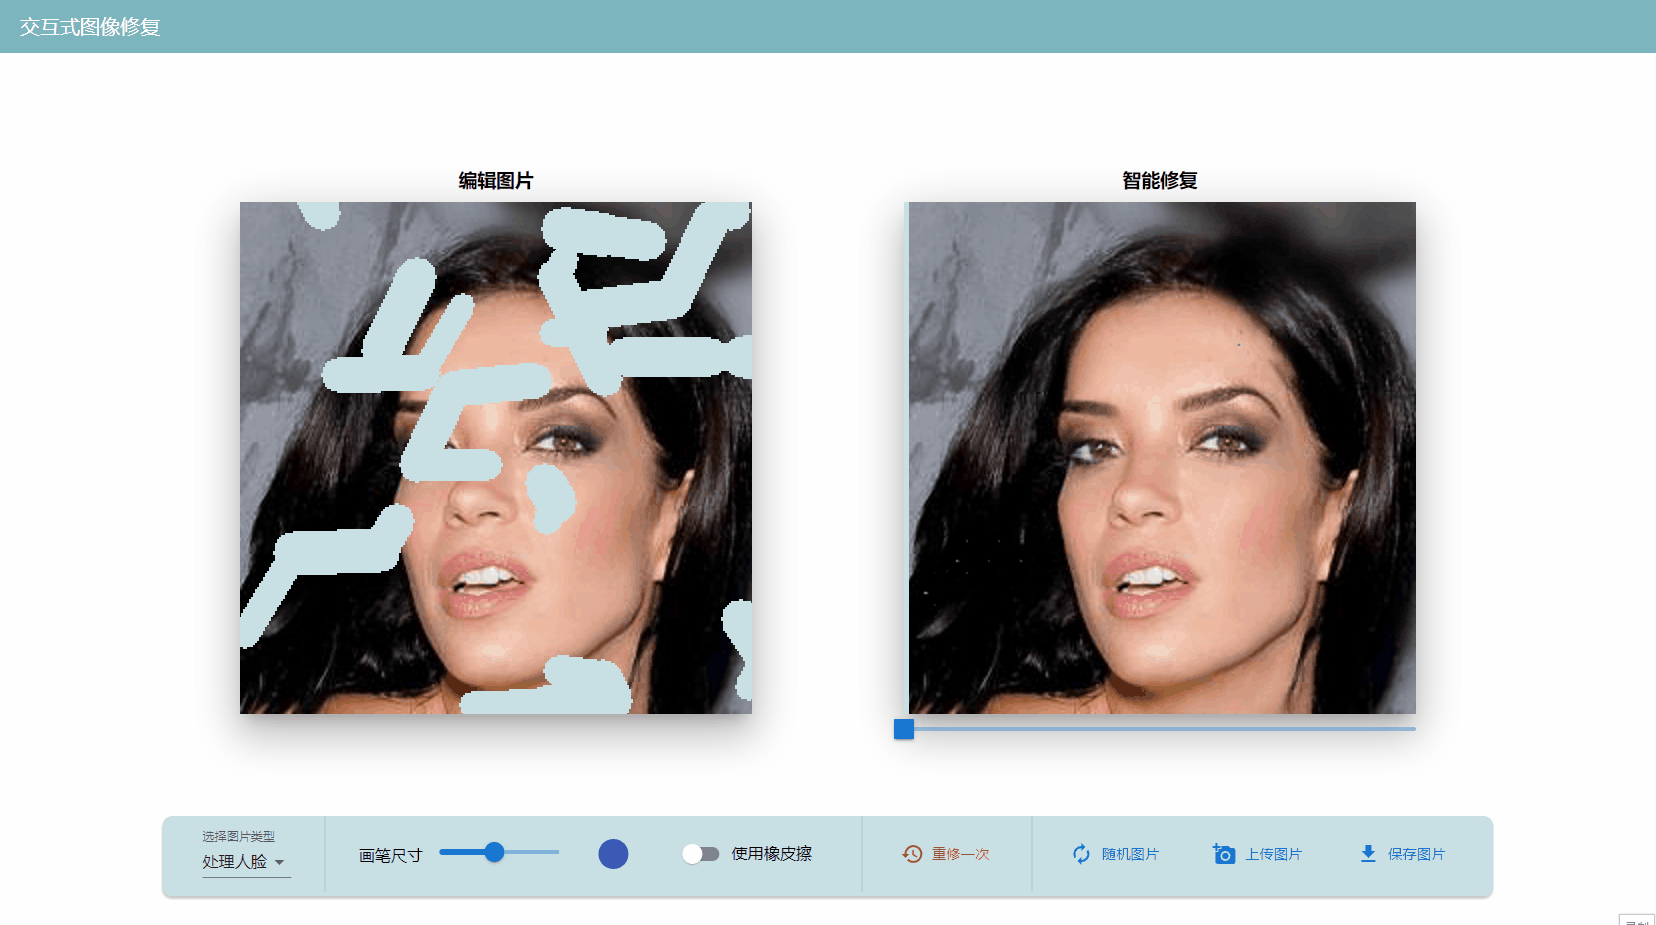 交互式图像修复
编辑图片
智能修复
选择图片类型
处理人脸
画笔尺寸
使用橡皮擦
重修一次
随机图片
上传图片
保存图片